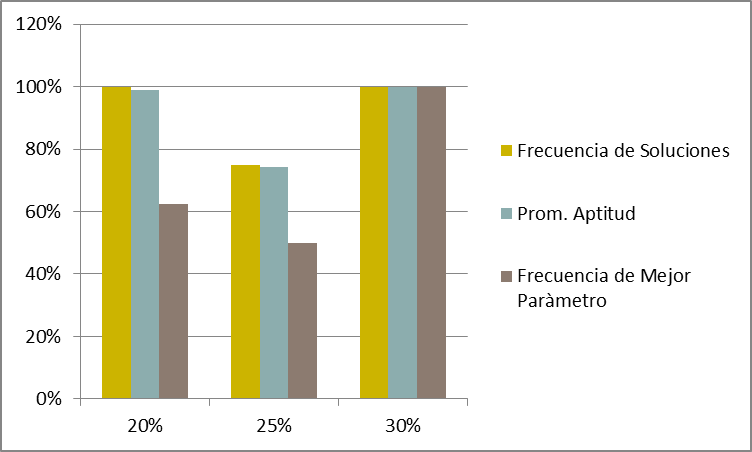 120%
100%
80%
60%
40%
20%
0%
20%
25%
30%
Frecuencia de Soluciones
Prom. Aptitud
Frecuencia de Mejor
Paràmetro